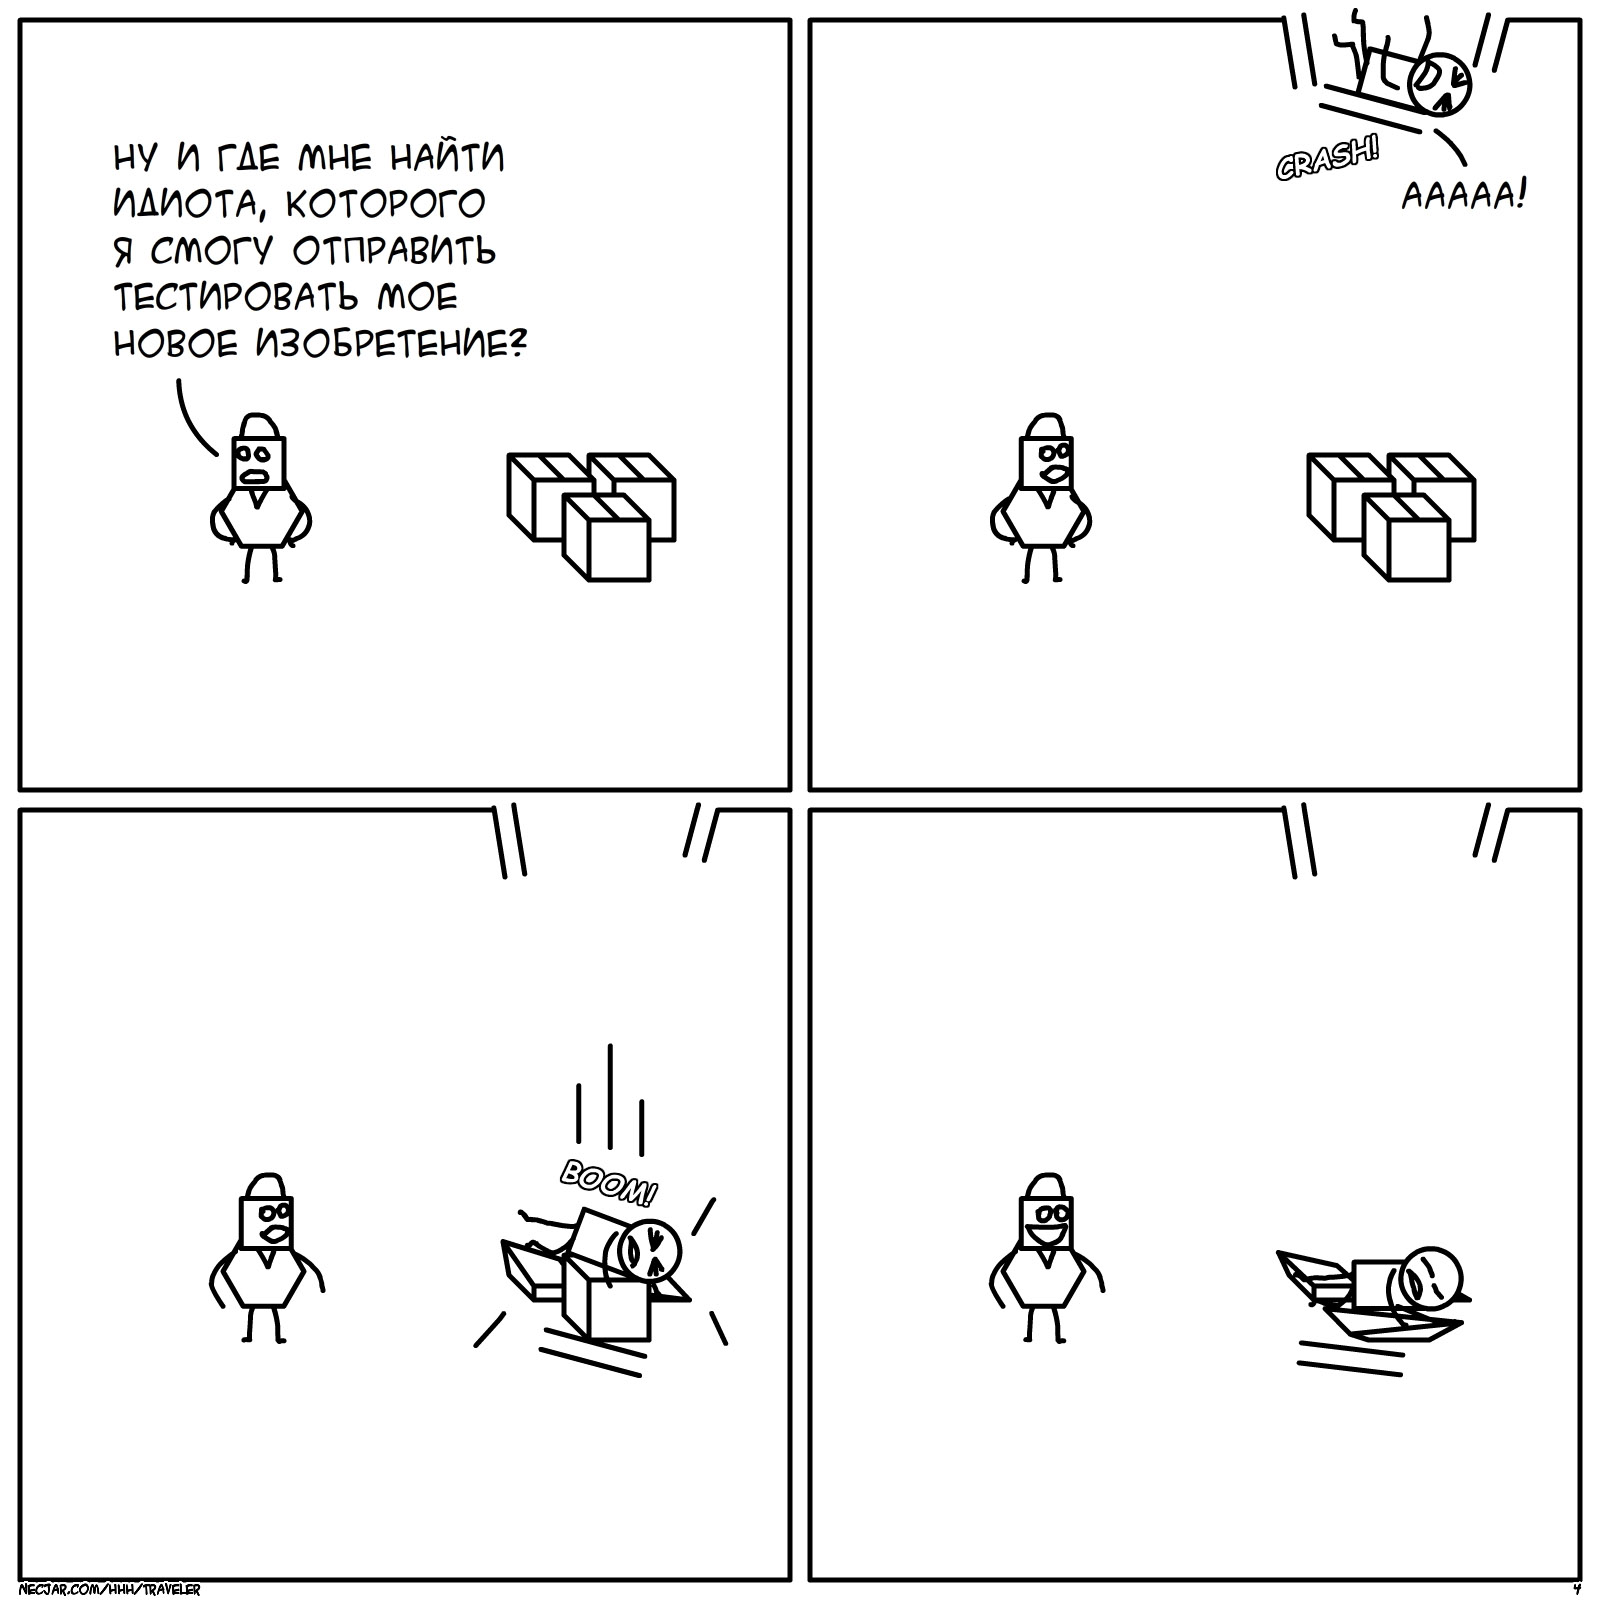 НУ И ГДЕ МНЕ НАЙТИ
ИДИОТА, КОТОРОГО
Я СМОГУ ОТПРАВИТЬ
ТЕСТИРОВАТЬ МОЕ
НОВОЕ ИЗОБРЕТЕНИЕ?
CRASH!
ААААА!
BOOM!
NECJAR.COM/HHH/TRAVELER
4